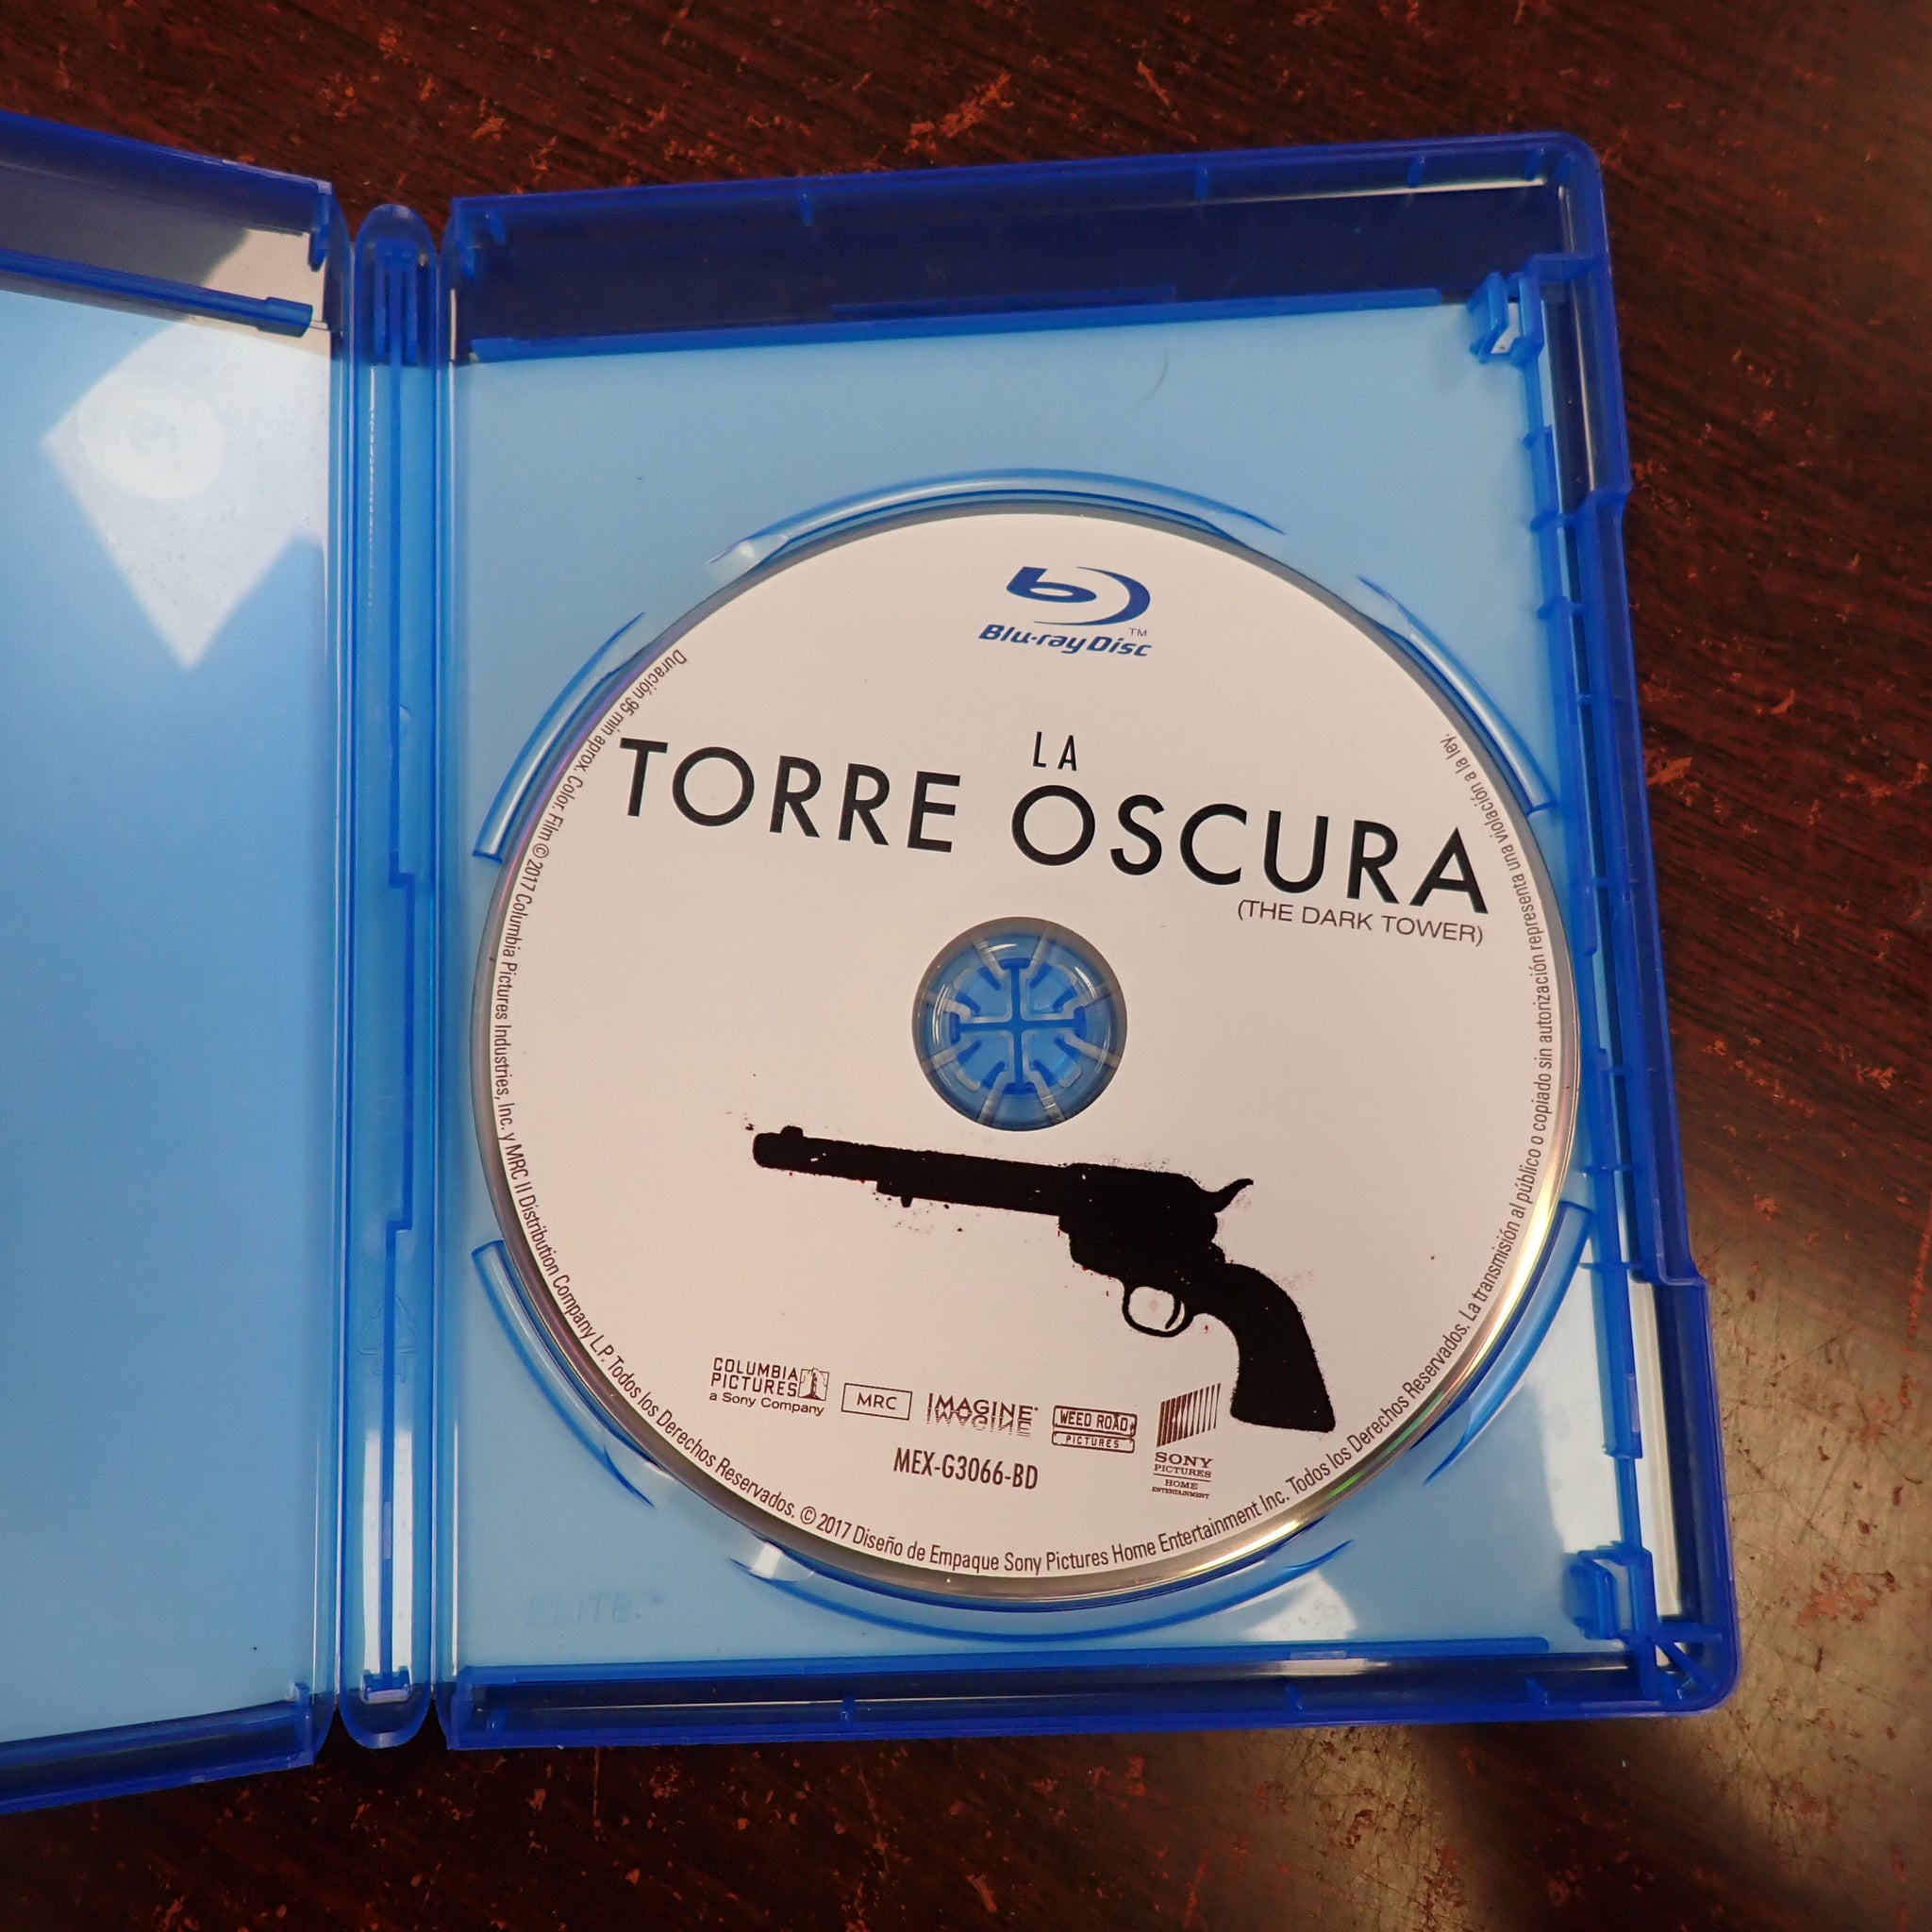 Blu-ray Disc™
LA
TORRE OSCURA
(THE DARK TOWER)
COLUMBIA
PICTURES
a Sony Company
MRC
IMAGINE
WEED ROAD
PICTURES
SONY
PICTURES
HOME
ENTERTAINMENT
MEX-G3066-BD
Duración 95 min aprox. Color. Film © 2017 Columbia Pictures Industries, Inc. y MRC II Distribution Company L.P. Todos los Derechos Reservados. © 2017 Diseño de Empaque Sony Pictures Home Entertainment Inc. Todos los Derechos Reservados. La transmisión al público o copiado sin autorización representa una violación a la ley.
ELITE